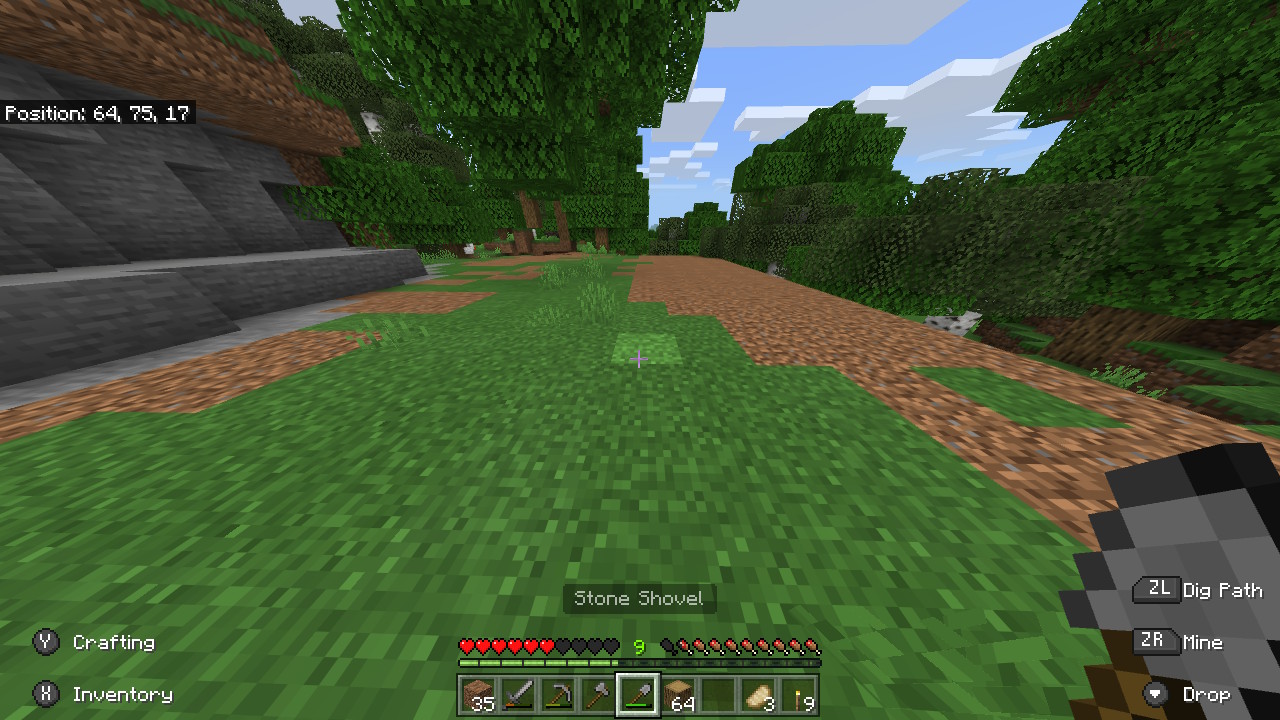 Position: 64, 75, 17
Stone Shovel
ZL Dig Path
Y Crafting
ZR Mine
9
X Inventory
Drop
35
64
3
9